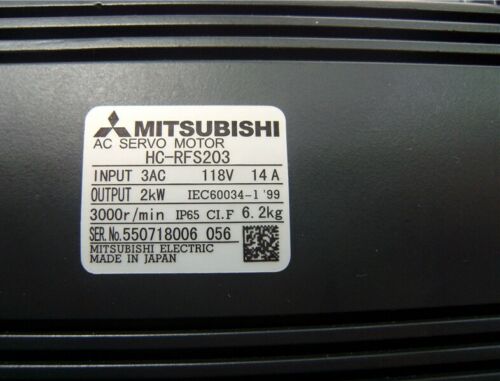 MITSUBISHI
AC SERVO MOTOR
HC-RFS203
INPUT 3AC 118V 14 A
OUTPUT 2kW IEC60034-1 '99
3000r/min IP65 CI.F 6.2kg
SER.No.550718006 056
MITSUBISHI ELECTRIC
MADE IN JAPAN